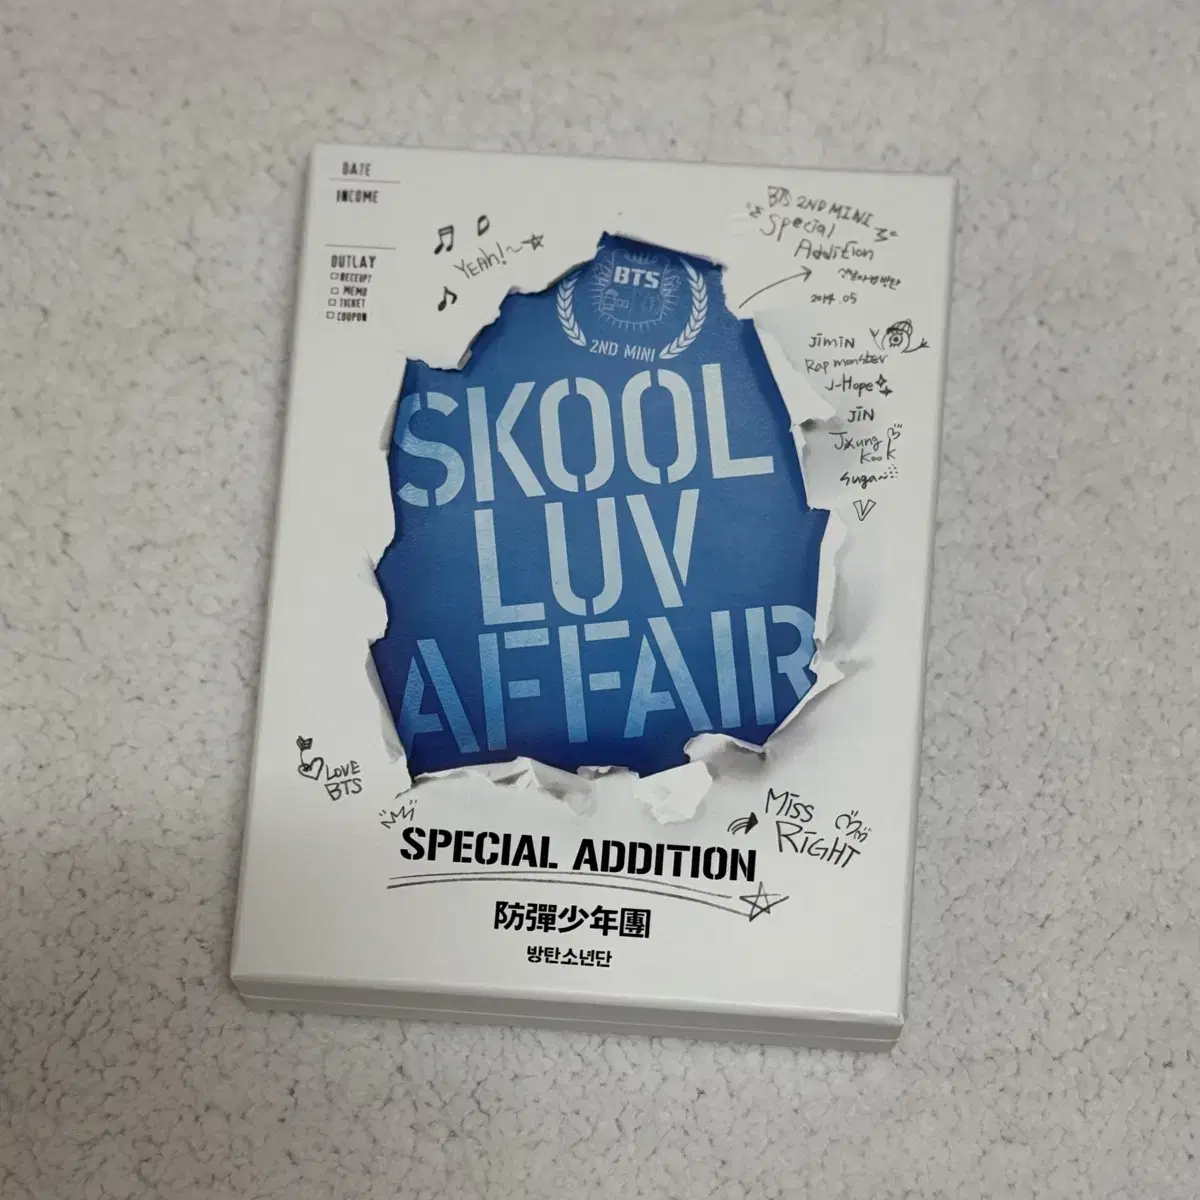 DATE
INCOME
OUTLAY
RECEIPT
MEMO
TICKET
COUPON
YEAH!~
BTS 2ND MINI
Special
Addition
2014.05
JiMiN
Rap monster
J-Hope
JiN
Jxung
Kook
Suga~
V
BTS
2ND MINI
SKOOL
LUV
AFFAIR
LOVE
BTS
MiSS
RiGHT
SPECIAL ADDITION
防彈少年團
방탄소년단